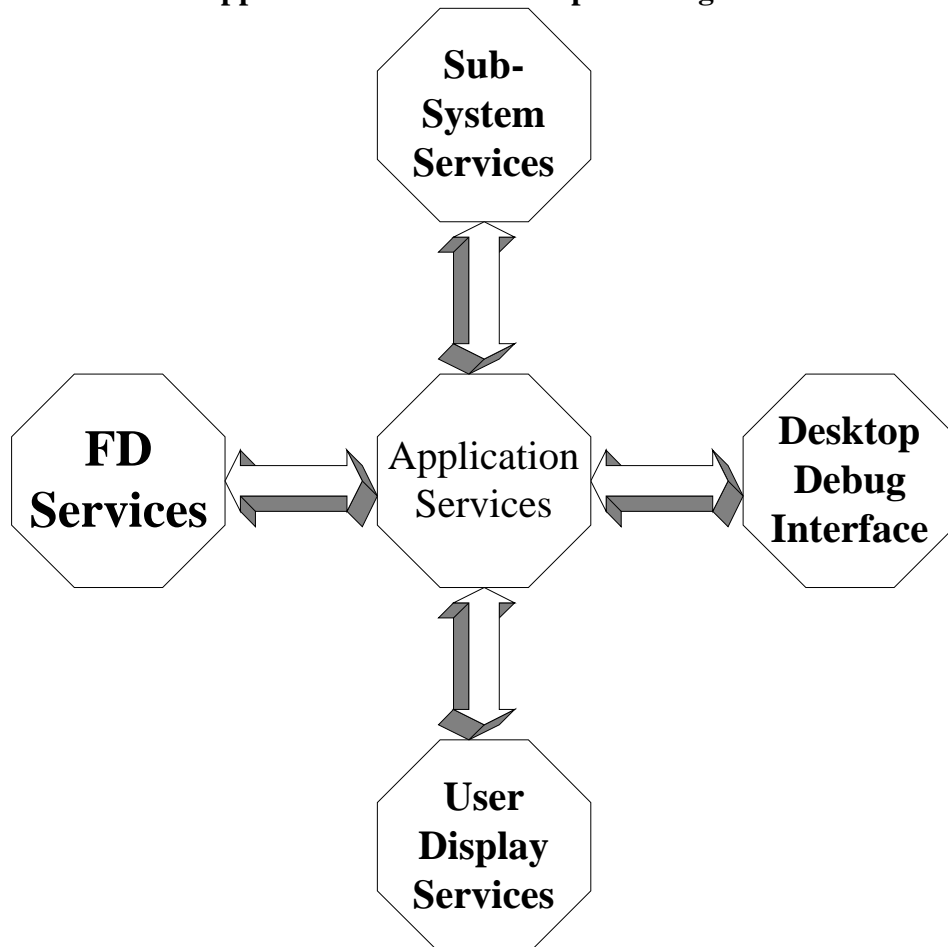 Sub-
System
Services
FD
Services
Application
Services
Desktop
Debug
Interface
User
Display
Services